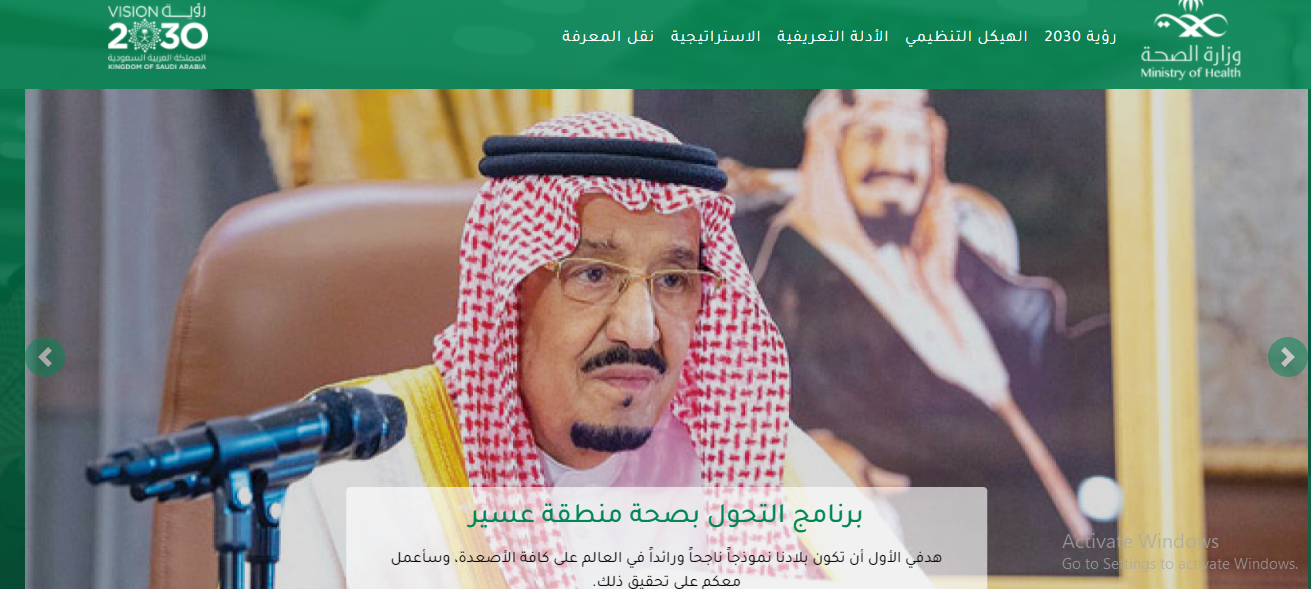 وزارة الصحة
Ministry of Health
رؤية 2030
الهيكل التنظيمي
الأدلة التعريفية
الاستراتيجية
نقل المعرفة
VISION رؤيــة
2030
المملكة العربية السعودية
KINGDOM OF SAUDI ARABIA
برنامج التحول بصحة منطقة عسير
هدفي الأول أن تكون بلادنا نموذجاً ناجحاً ورائداً في العالم على كافة الأصعدة، وسأعمل
معكم على تحقيق ذلك.
Activate Windows
Go to Settings to activate Windows.